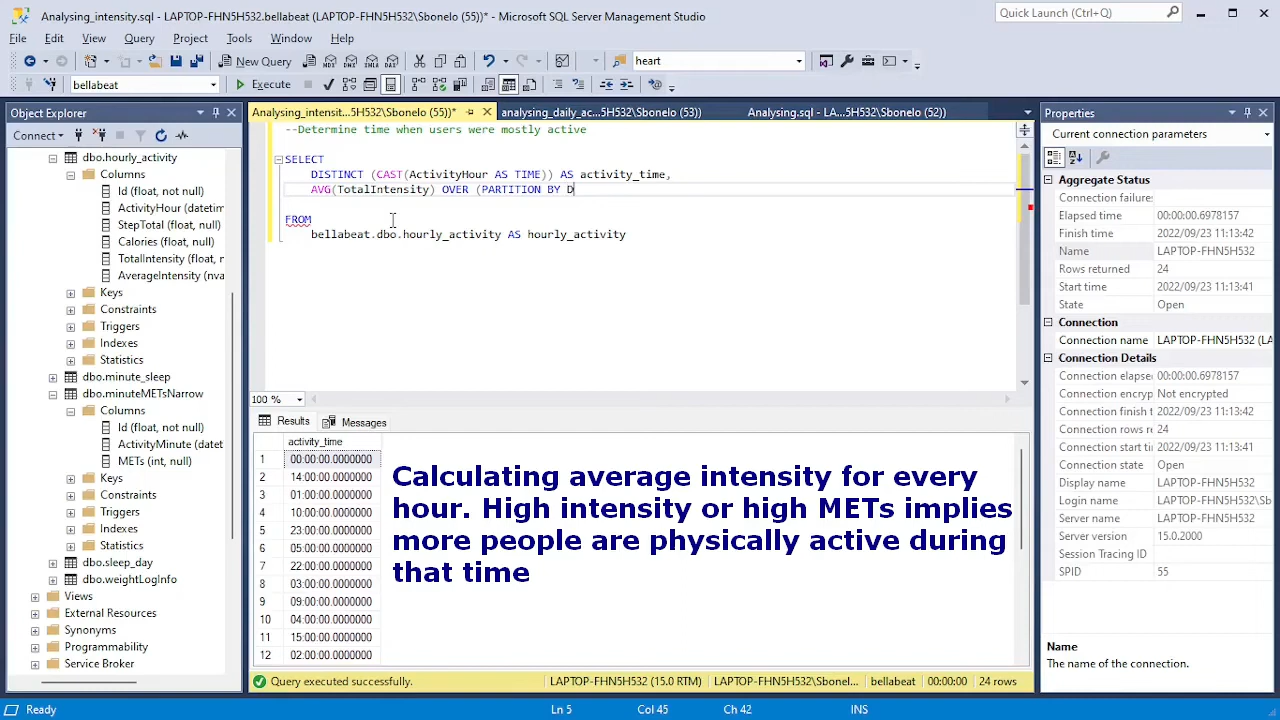 Analysing_intensity.sql - LAPTOP-FHN5H532.bellabeat (LAPTOP-FHN5H532\Sbonelo (55))* - Microsoft SQL Server Management Studio
Quick Launch (Ctrl+Q)
File Edit View Query Project Tools Window Help
New Query
heart
bellabeat
Execute
Object Explorer
Connect
dbo.hourly_activity
Columns
Id (float, not null)
ActivityHour (datetim
StepTotal (float, null)
Calories (float, null)
TotalIntensity (float, n
AverageIntensity (nva
Keys
Constraints
Triggers
Indexes
Statistics
dbo.minute_sleep
dbo.minuteMETsNarrow
Columns
Id (float, not null)
ActivityMinute (datet
METs (int, null)
Keys
Constraints
Triggers
Indexes
Statistics
dbo.sleep_day
dbo.weightLogInfo
Views
External Resources
Synonyms
Programmability
Service Broker
Analysing_intensit...5H532\Sbonelo (55))*
analysing_daily_ac...5H532\Sbonelo (53))
Analysing.sql - LA...5H532\Sbonelo (52))
--Determine time when users were mostly active
SELECT
DISTINCT (CAST(ActivityHour AS TIME)) AS activity_time,
AVG(TotalIntensity) OVER (PARTITION BY D
FROM
bellabeat.dbo.hourly_activity AS hourly_activity
100 %
Results Messages
activity_time
1 00:00:00.0000000
2 14:00:00.0000000
3 01:00:00.0000000
4 10:00:00.0000000
5 23:00:00.0000000
6 05:00:00.0000000
7 22:00:00.0000000
8 03:00:00.0000000
9 09:00:00.0000000
10 04:00:00.0000000
11 15:00:00.0000000
12 02:00:00.0000000
Calculating average intensity for every
hour. High intensity or high METs implies
more people are physically active during
that time
Query executed successfully.
LAPTOP-FHN5H532 (15.0 RTM)
LAPTOP-FHN5H532\Sbonel...
bellabeat
00:00:00
24 rows
Properties
Current connection parameters
Aggregate Status
Connection failure:
Elapsed time 00:00:00.6978157
Finish time 2022/09/23 11:13:42
Name LAPTOP-FHN5H532
Rows returned 24
Start time 2022/09/23 11:13:41
State Open
Connection
Connection name LAPTOP-FHN5H532 (LA
Connection Details
Connection elapse 00:00:00.6978157
Connection encryp Not encrypted
Connection finish t 2022/09/23 11:13:42
Connection rows re 24
Connection start ti 2022/09/23 11:13:41
Connection state Open
Display name LAPTOP-FHN5H532
Login name LAPTOP-FHN5H532\Sb
Server name LAPTOP-FHN5H532
Server version 15.0.2000
Session Tracing ID
SPID 55
Name
The name of the connection.
Ready
Ln 5
Col 45
Ch 42
INS